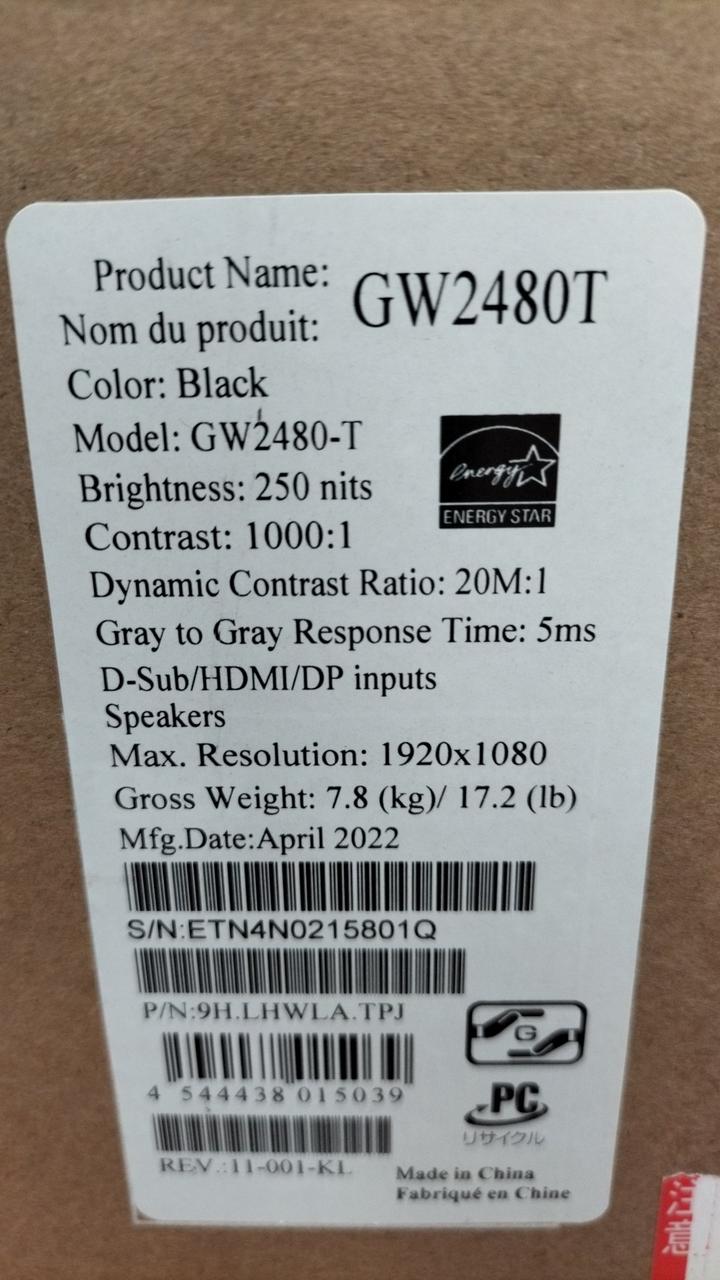 Product Name:
Nom du produit:
GW2480T
Color: Black
Model: GW2480-T
Brightness: 250 nits
Contrast: 1000:1
Dynamic Contrast Ratio: 20M:1
Gray to Gray Response Time: 5ms
D-Sub/HDMI/DP inputs
Speakers
Max. Resolution: 1920x1080
Gross Weight: 7.8 (kg)/ 17.2 (lb)
Mfg.Date:April 2022
energy
ENERGY STAR
S/N:ETN4N0215801Q
P/N:9H.LHWLA.TPJ
G
4 544438 015039
PC
リサイクル
REV.:11-001-KL
Made in China
Fabriqué en Chine
注意